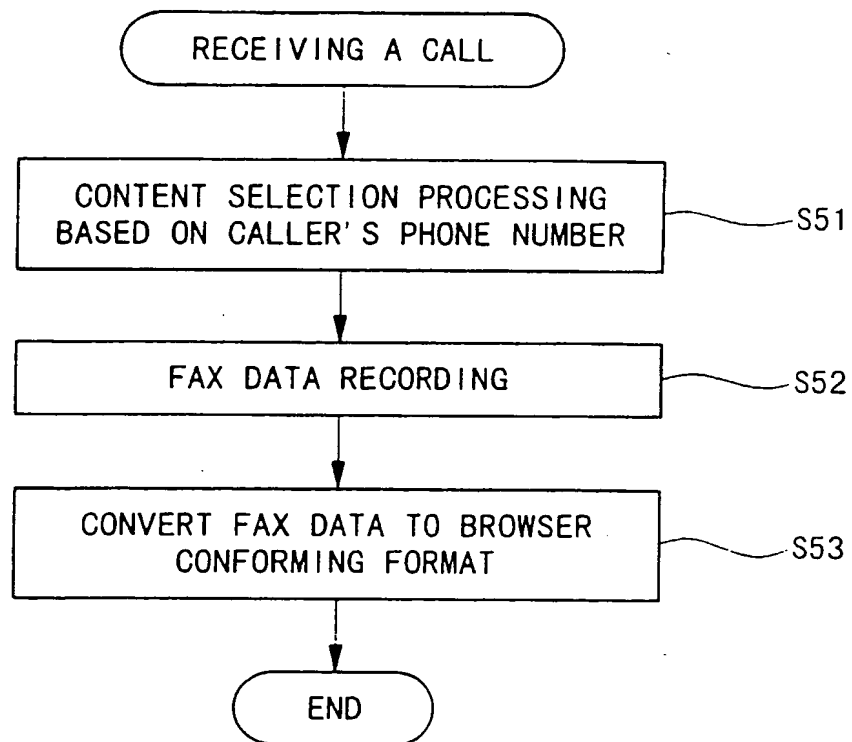 RECEIVING A CALL
CONTENT SELECTION PROCESSING
BASED ON CALLER'S PHONE NUMBER
S51
FAX DATA RECORDING
S52
CONVERT FAX DATA TO BROWSER
CONFORMING FORMAT
S53
END